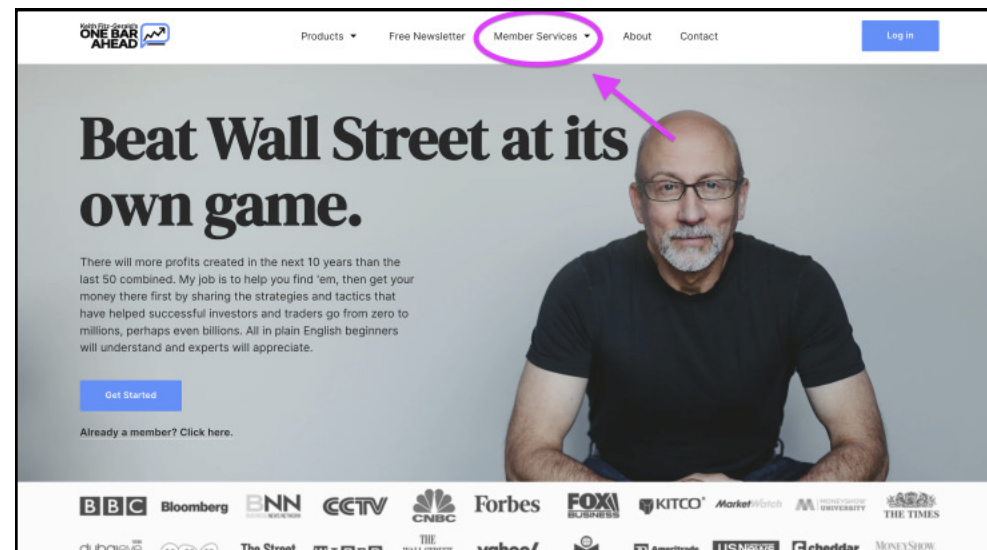 Keith Fitz-Gerald's
ONE BAR
AHEAD
Products
Free Newsletter
Member Services
About
Contact
Log in
Beat Wall Street at its
own game.
There will more profits created in the next 10 years than the
last 50 combined. My job is to help you find 'em, then get your
money there first by sharing the strategies and tactics that
have helped successful investors and traders go from zero to
millions, perhaps even billions. All in plain English beginners
will understand and experts will appreciate.
Get Started
Already a member? Click here.
BBC
Bloomberg
BNN
CCTV
CNBC
Forbes
FOX
BUSINESS
KITCO
MarketWatch
MONEYSHOW
UNIVERSITY
THE TIMES
The Street
THE
WALL STREET
yahoo!
Ameritrade
US News
cheddar
MONEYSHOW